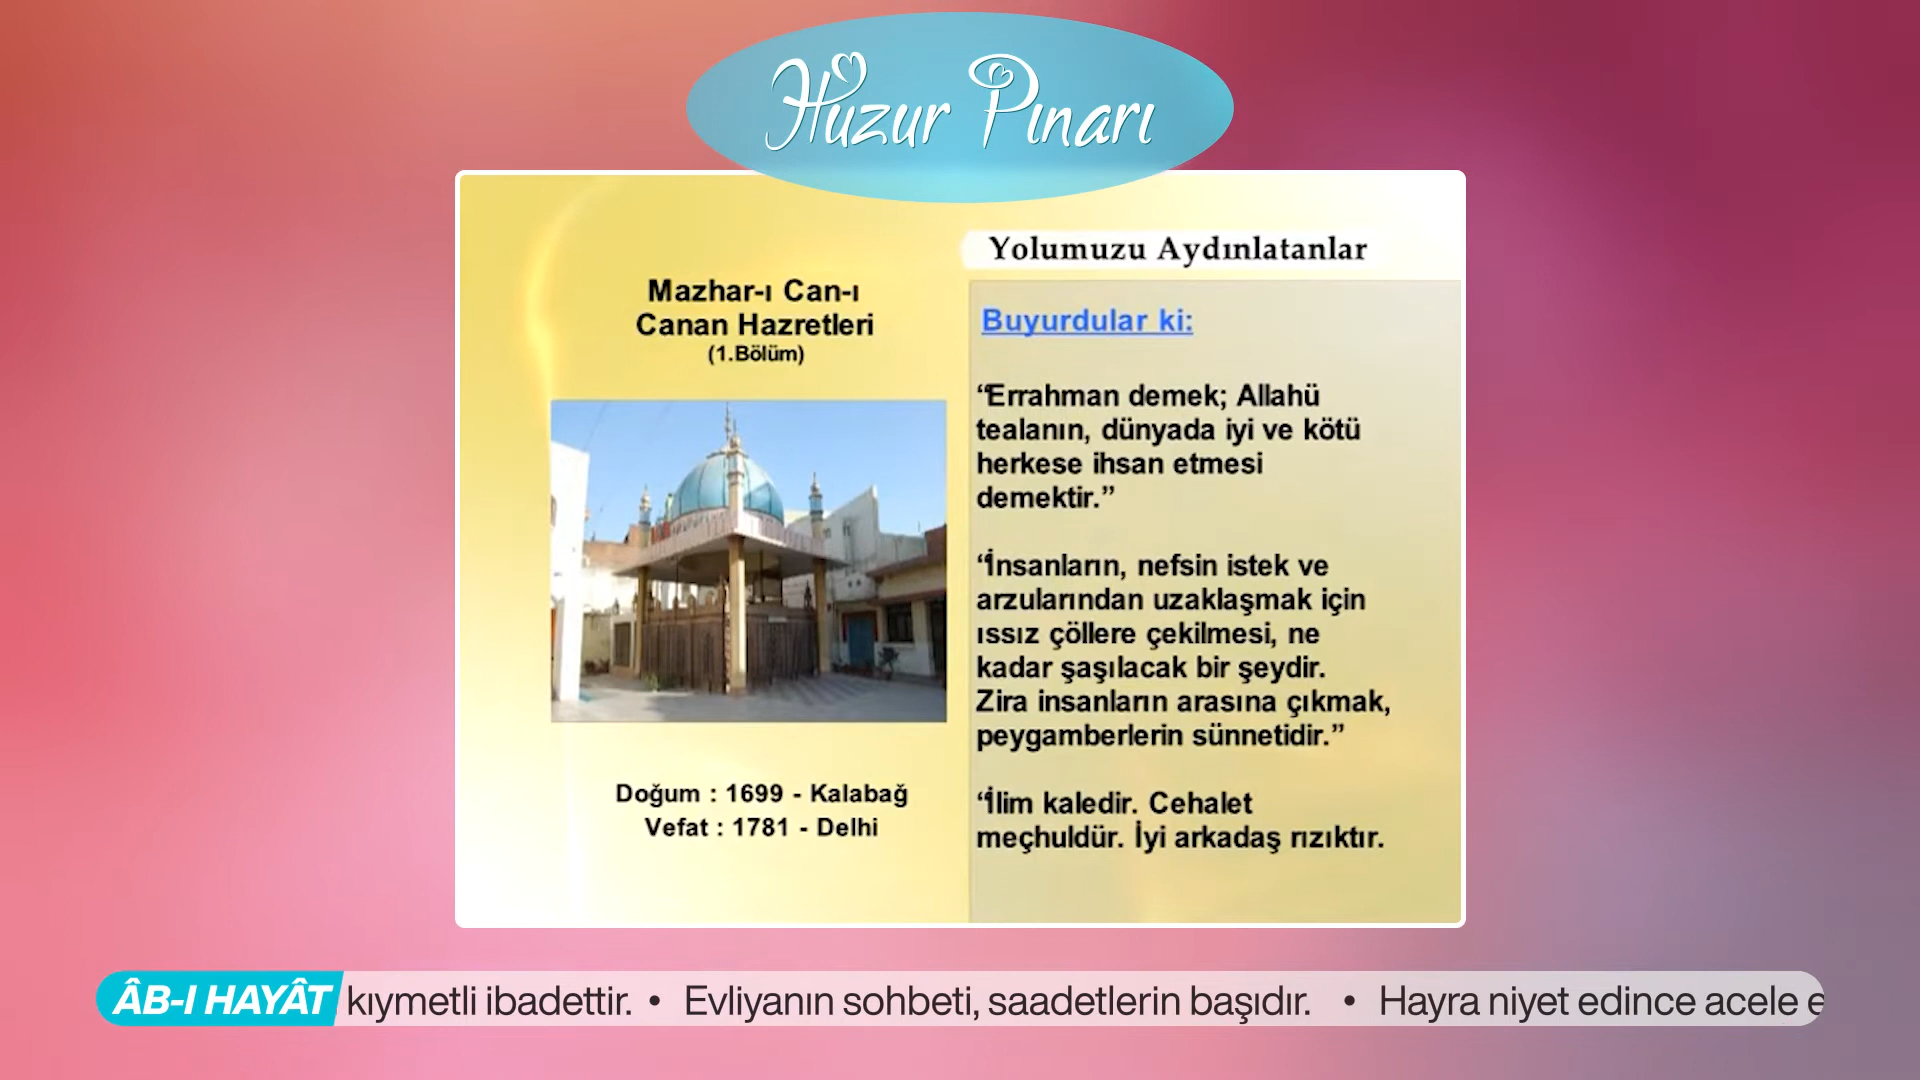 Huzur Pınarı
Yolumuzu Aydınlatanlar
Mazhar-ı Can-ı
Canan Hazretleri
(1.Bölüm)
Doğum : 1699 - Kalabağ
Vefat : 1781 - Delhi
Buyurdular ki:
“Errahman demek; Allahü
tealanın, dünyada iyi ve kötü
herkese ihsan etmesi
demektir.”
“İnsanların, nefsin istek ve
arzularından uzaklaşmak için
ıssız çöllere çekilmesi, ne
kadar şaşılacak bir şeydir.
Zira insanların arasına çıkmak,
peygamberlerin sünnetidir.”
“İlim kaledir. Cehalet
meçhuldür. İyi arkadaş rızıktır.
ÂB-I HAYÂT kıymetli ibadettir. • Evliyanın sohbeti, saadetlerin başıdır. • Hayra niyet edince acele e